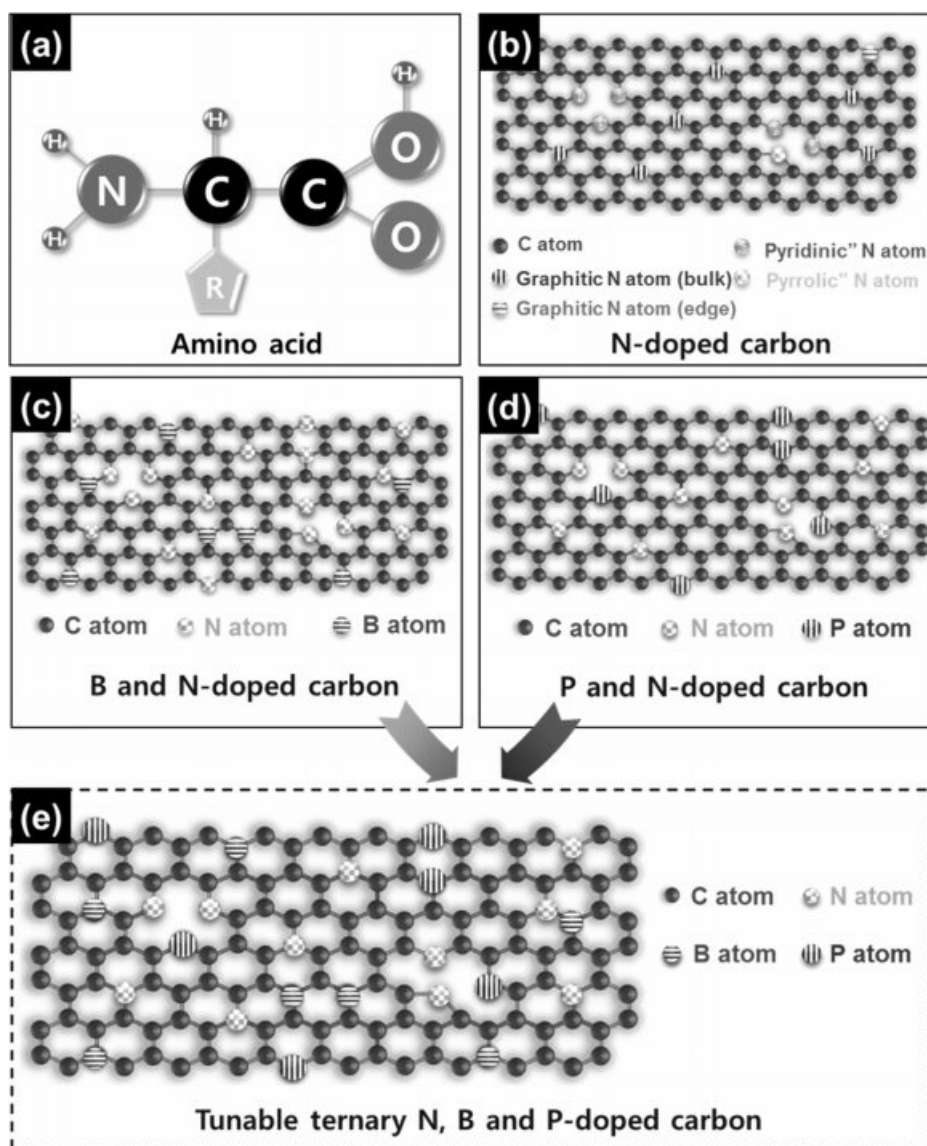 (a)
H
H
H
O
N
C
C
H
O
R
Amino acid
(b)
C atom
Pyridinic” N atom
Graphitic N atom (bulk)
Pyrrolic” N atom
Graphitic N atom (edge)
N-doped carbon
(c)
C atom N atom B atom
B and N-doped carbon
(d)
C atom N atom P atom
P and N-doped carbon
(e)
C atom N atom
B atom P atom
Tunable ternary N, B and P-doped carbon